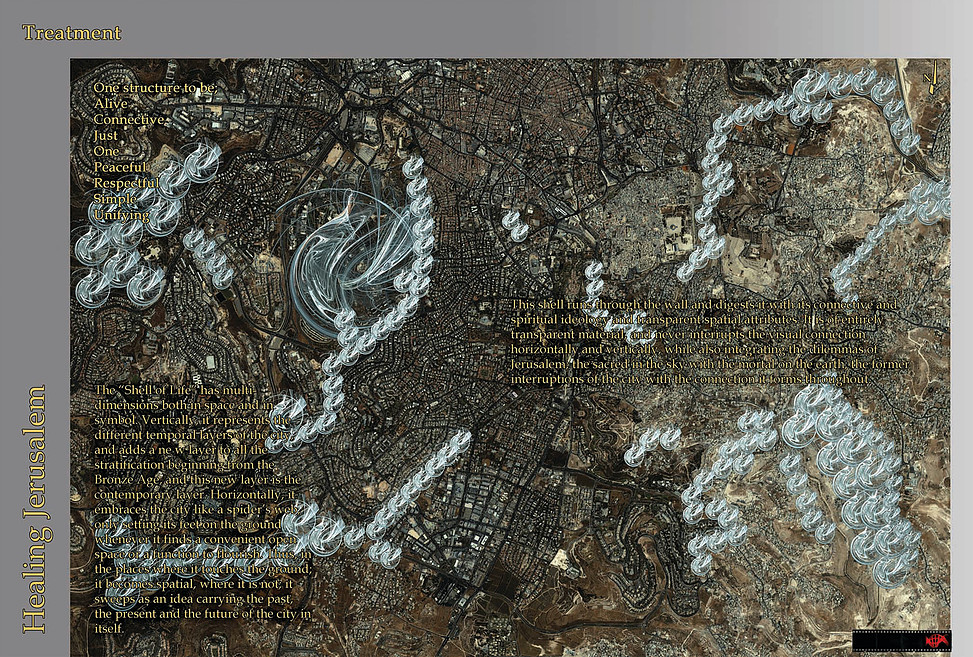 Treatment
N
One structure to be;
Alive
Connective
Just
One
Peaceful
Respectful
Simple
Unifying
This shell runs through the wall and digests it with its connective and
spiritual ideology and transparent spatial attributes. It is of entirely
transparent material, and never interrupts the visual connection
horizontally and vertically, while also integrating the dilemmas of
Jerusalem, the sacred in the sky, with the mortal on the earth, the former
interruptions of the city, with the connection it forms throughout.
The "Shell of Life" has multi-
dimensions both in space and in
symbol. Vertically, it represents the
different temporal layers of the city
and adds a new layer to all the
stratification beginning from the
Bronze Age, and this new layer is the
contemporary layer. Horizontally, it
embraces the city like a spider's web,
only setting its feet on the ground
whenever it finds a convenient open
space or a function to flourish. Thus, in
the places where it touches the ground;
it becomes spatial, where it is not, it
sweeps as an idea carrying the past,
the present and the future of the city in
itself.
Healing Jerusalem